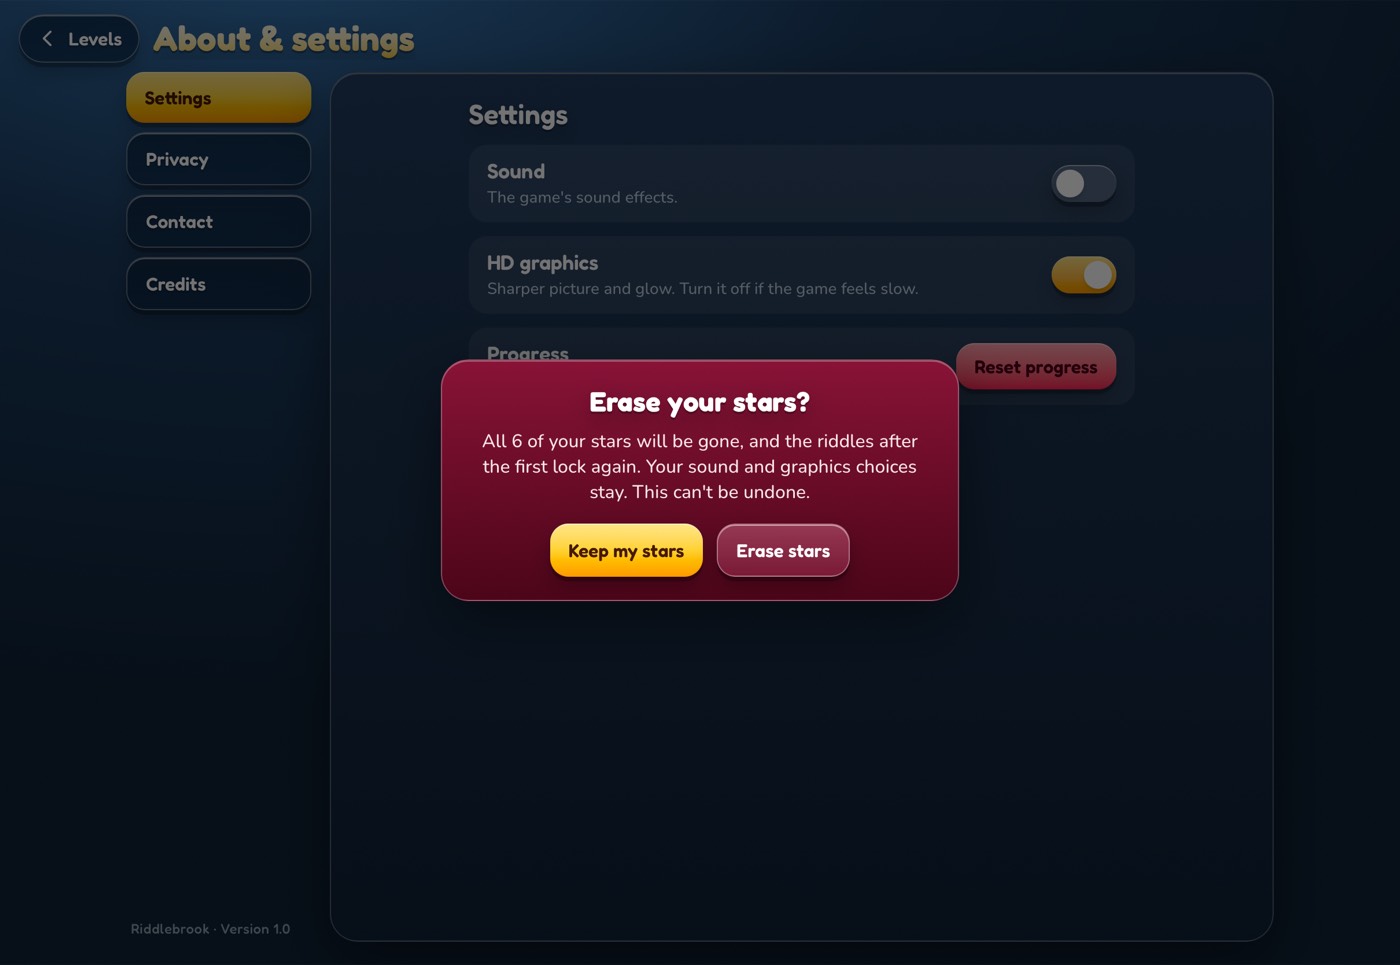 Levels
About & settings
Settings
Privacy
Contact
Credits
Settings
Sound
The game's sound effects.
HD graphics
Sharper picture and glow. Turn it off if the game feels slow.
Progress
Reset progress
Erase your stars?
All 6 of your stars will be gone, and the riddles after
the first lock again. Your sound and graphics choices
stay. This can't be undone.
Keep my stars
Erase stars
Riddlebrook · Version 1.0